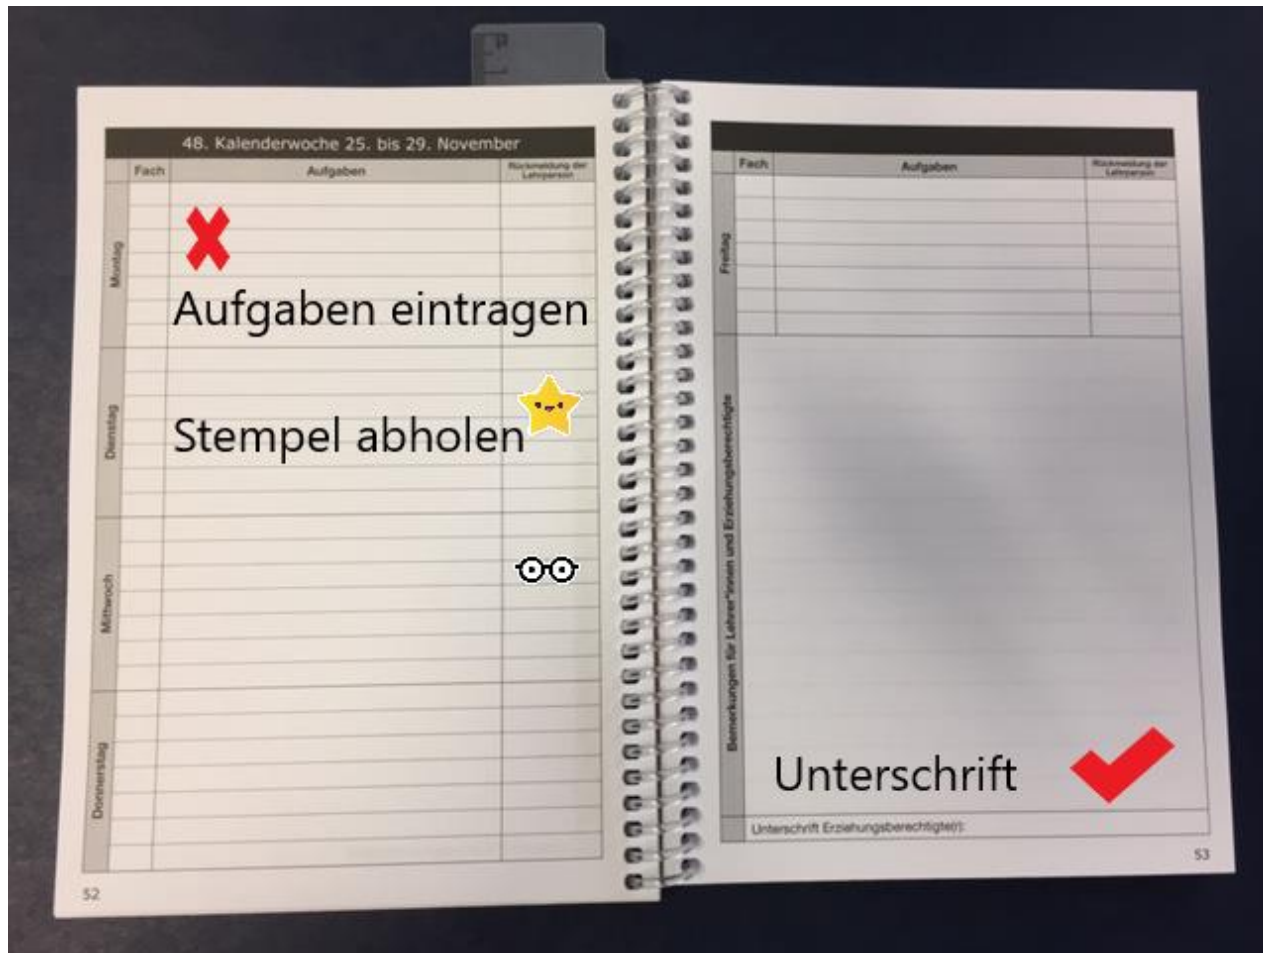 48. Kalenderwoche 25. bis 29. November
Fach Aufgaben Rückmeldung der Lehrperson
Montag
Aufgaben eintragen
Dienstag
Stempel abholen
Mittwoch
Donnerstag
52
Fach Aufgaben Rückmeldung der Lehrperson
Freitag
Bemerkungen für Lehrer*innen und Erziehungsberechtigte
Unterschrift
Unterschrift Erziehungsberechtigte(r):
53